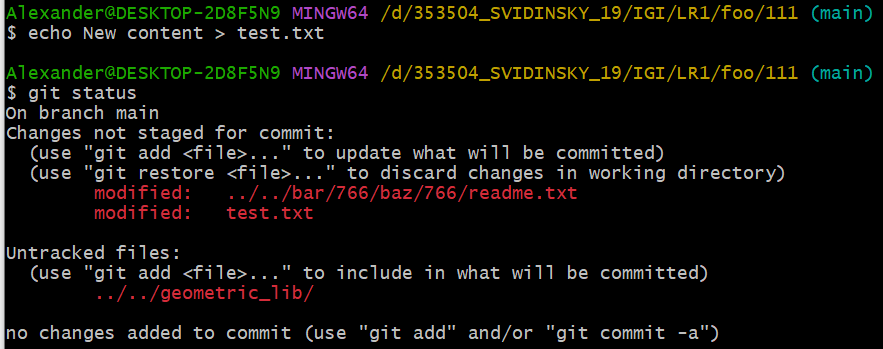 Alexander@DESKTOP-2D8F5N9 MINGW64 /d/353504_SVIDINSKY_19/IGI/LR1/foo/111 (main)
$ echo New content > test.txt
Alexander@DESKTOP-2D8F5N9 MINGW64 /d/353504_SVIDINSKY_19/IGI/LR1/foo/111 (main)
$ git status
On branch main
Changes not staged for commit:
  (use "git add <file>..." to update what will be committed)
  (use "git restore <file>..." to discard changes in working directory)
        modified:   ../../bar/766/baz/766/readme.txt
        modified:   test.txt
Untracked files:
  (use "git add <file>..." to include in what will be committed)
        ../../geometric_lib/
no changes added to commit (use "git add" and/or "git commit -a")